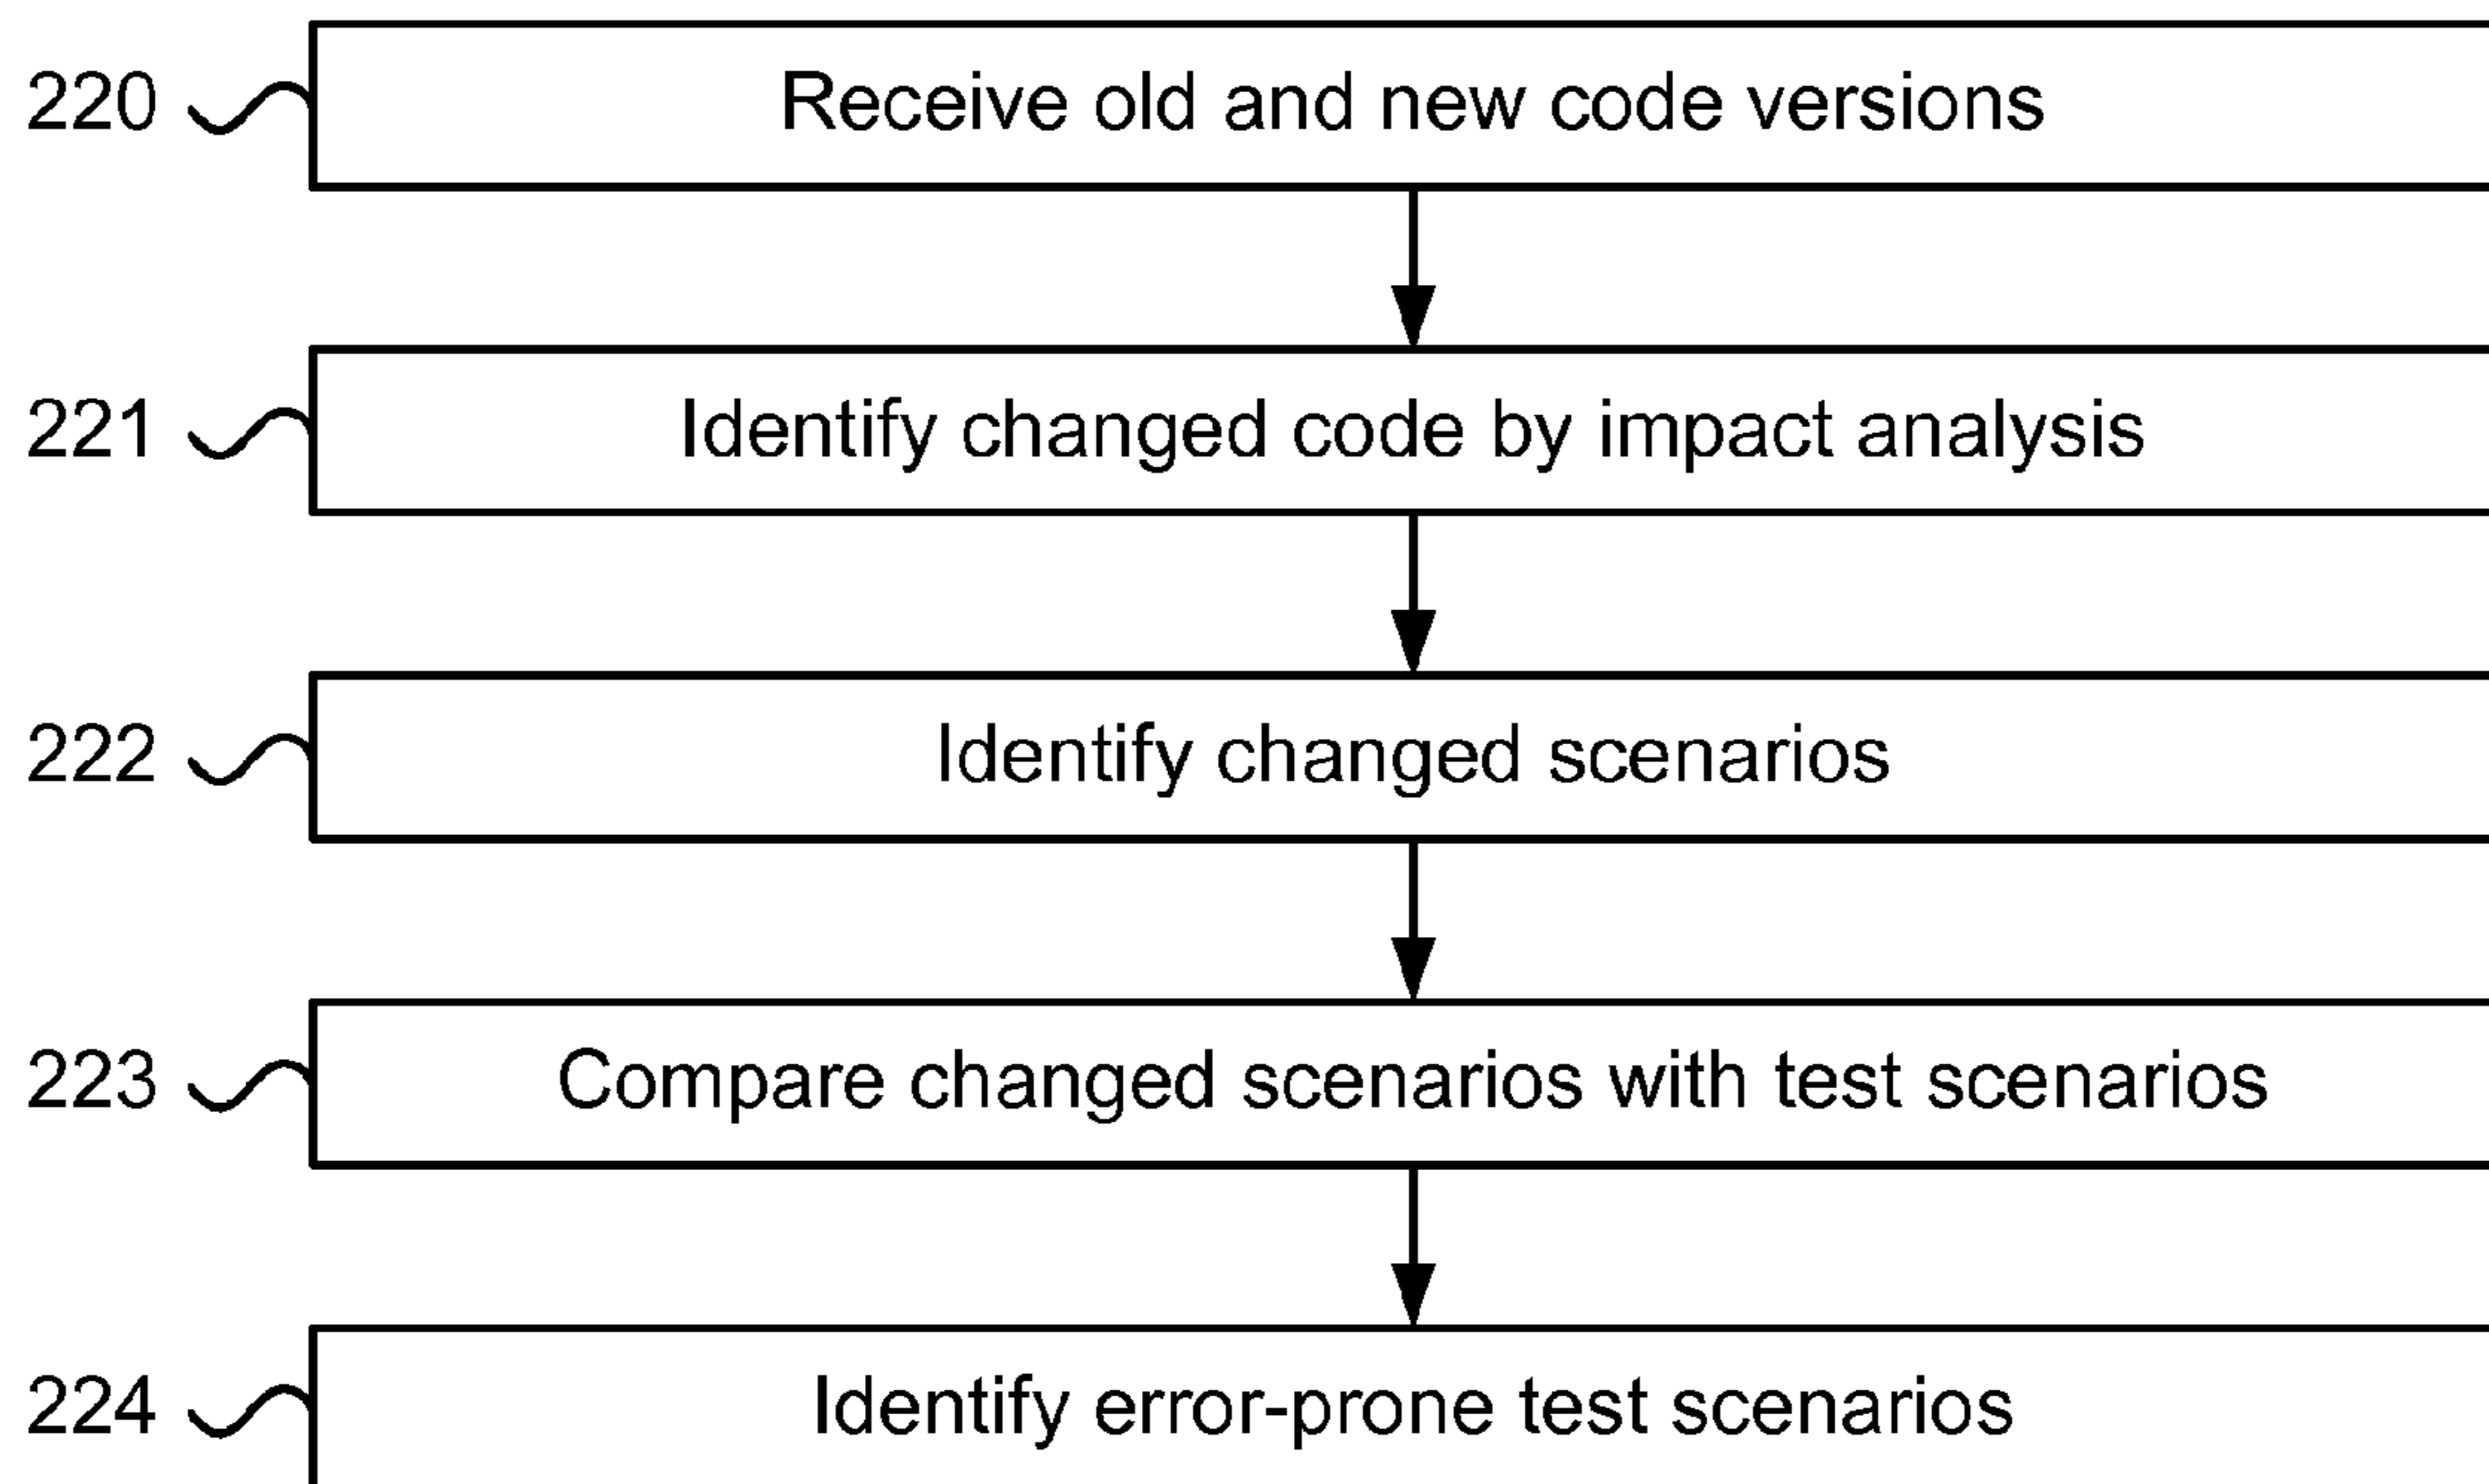 220 Receive old and new code versions
221 Identify changed code by impact analysis
222 Identify changed scenarios
223 Compare changed scenarios with test scenarios
224 Identify error-prone test scenarios